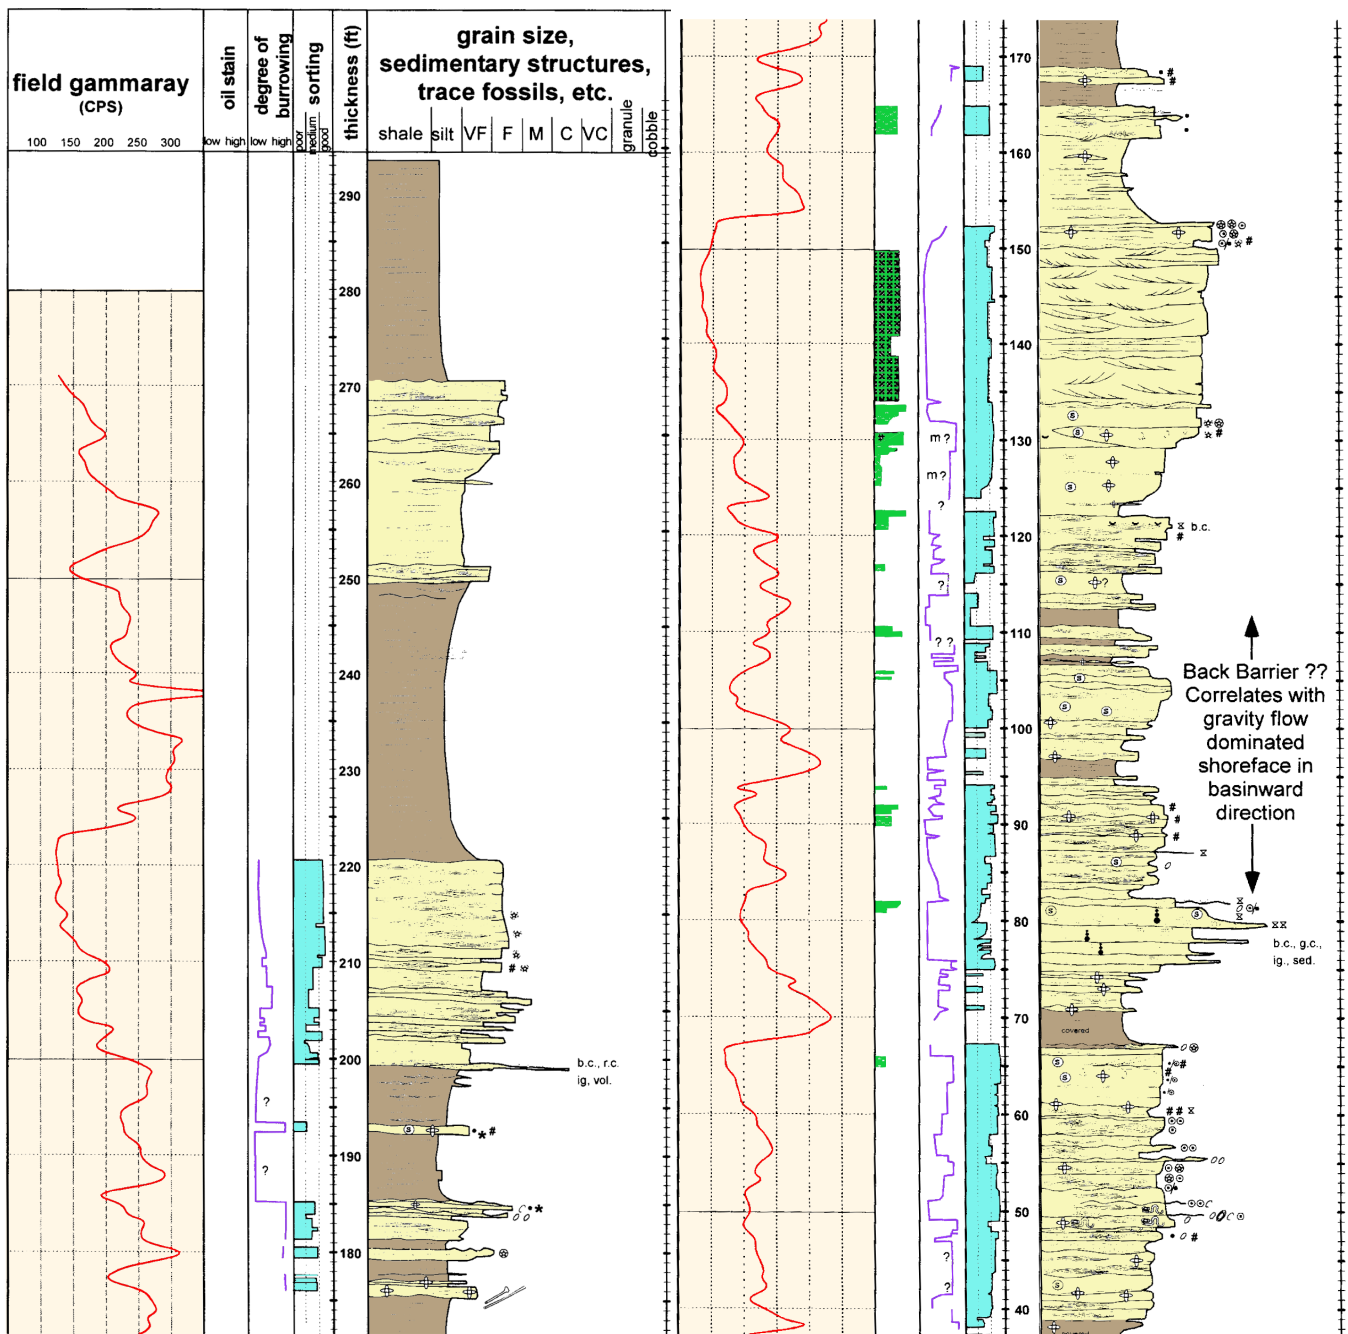 field gammaray
(CPS)
100 150 200 250 300
oil stain
low high
degree of
burrowing
low high
sorting
poor
medium
good
thickness (ft)
grain size,
sedimentary structures,
trace fossils, etc.
shale silt VF F M C VC granule cobble
290
280
270
260
250
240
230
220
210
# 
200
b.c., r.c.
ig, vol.
?
s * #
190
?
C *
180
170
#
#
160
150
#
140
130
s
s
#
m ?
m ?
s
?
120
b.c.
#
s ?
?
110
? ?
s
s s
100
Back Barrier ??
Correlates with
gravity flow
dominated
shoreface in
basinward
direction
90
#
#
#
s
80
s s
b.c., g.c.,
ig., sed.
70
covered
s #
s #
60
# #
50
C
C
#
?
?
s
40
covered